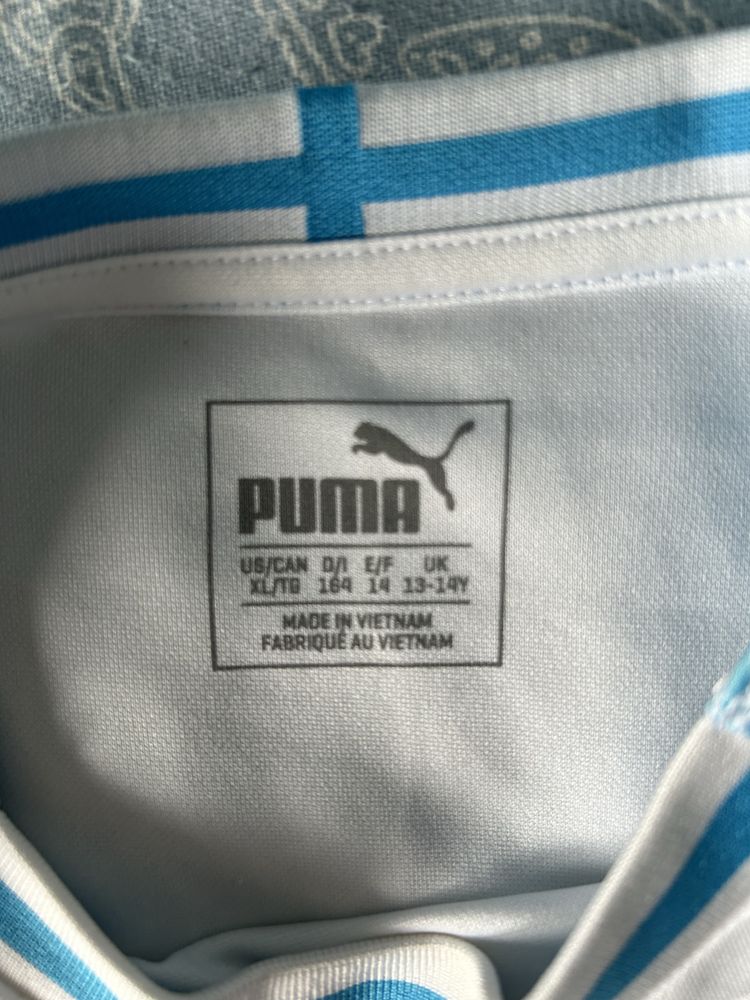 PUMA
US/CAN D/I E/F UK
XL/TG 164 14 13-14Y
MADE IN VIETNAM
FABRIQUÉ AU VIETNAM